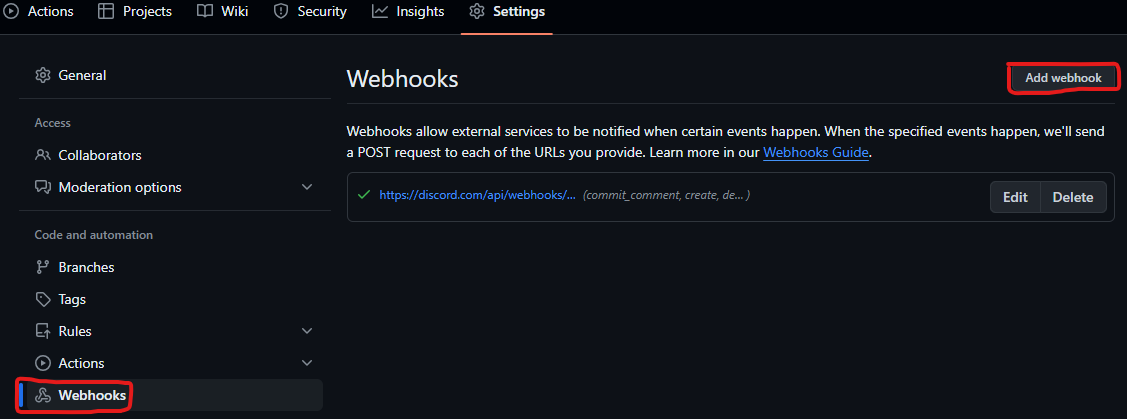 Actions Projects Wiki Security Insights Settings
General
Access
Collaborators
Moderation options
Code and automation
Branches
Tags
Rules
Actions
Webhooks
Webhooks
Add webhook
Webhooks allow external services to be notified when certain events happen. When the specified events happen, we'll send
a POST request to each of the URLs you provide. Learn more in our Webhooks Guide.
https://discord.com/api/webhooks/... (commit_comment, create, de... )
Edit Delete